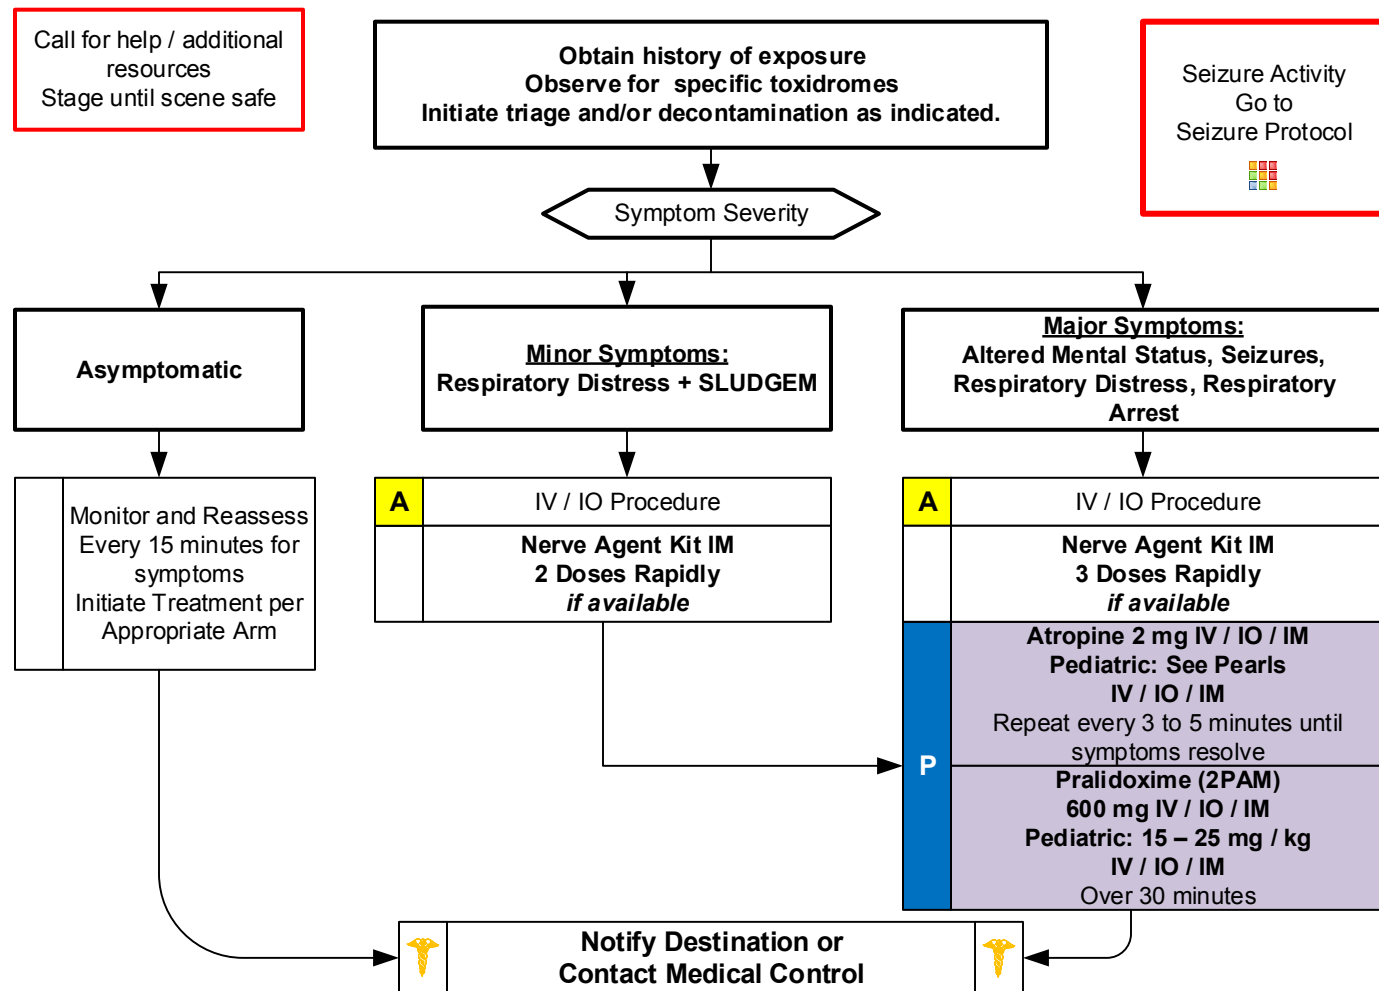 Call for help / additional
resources
Stage until scene safe
Obtain history of exposure
Observe for specific toxidromes
Initiate triage and/or decontamination as indicated.
Seizure Activity
Go to
Seizure Protocol
Symptom Severity
Asymptomatic
Minor Symptoms:
Respiratory Distress + SLUDGEM
Major Symptoms:
Altered Mental Status, Seizures,
Respiratory Distress, Respiratory
Arrest
Monitor and Reassess
Every 15 minutes for
symptoms
Initiate Treatment per
Appropriate Arm
A
IV / IO Procedure
Nerve Agent Kit IM
2 Doses Rapidly
if available
A
IV / IO Procedure
Nerve Agent Kit IM
3 Doses Rapidly
if available
P
Atropine 2 mg IV / IO / IM
Pediatric: See Pearls
IV / IO / IM
Repeat every 3 to 5 minutes until
symptoms resolve
Pralidoxime (2PAM)
600 mg IV / IO / IM
Pediatric: 15 – 25 mg / kg
IV / IO / IM
Over 30 minutes
Notify Destination or
Contact Medical Control